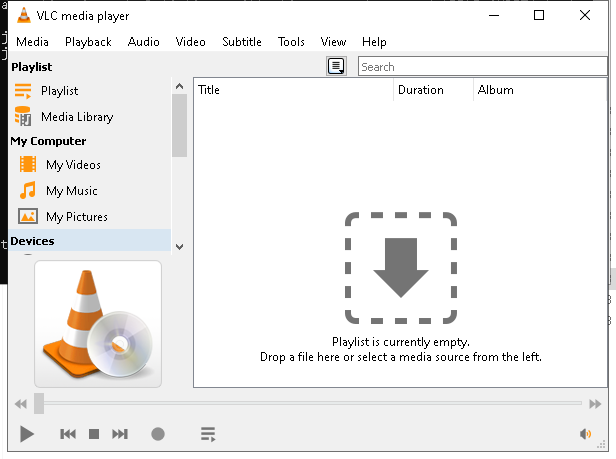 VLC media player
Media Playback Audio Video Subtitle Tools View Help
Playlist
Search
Playlist
Media Library
My Computer
My Videos
My Music
My Pictures
Devices
Title Duration Album
Playlist is currently empty.
Drop a file here or select a media source from the left.